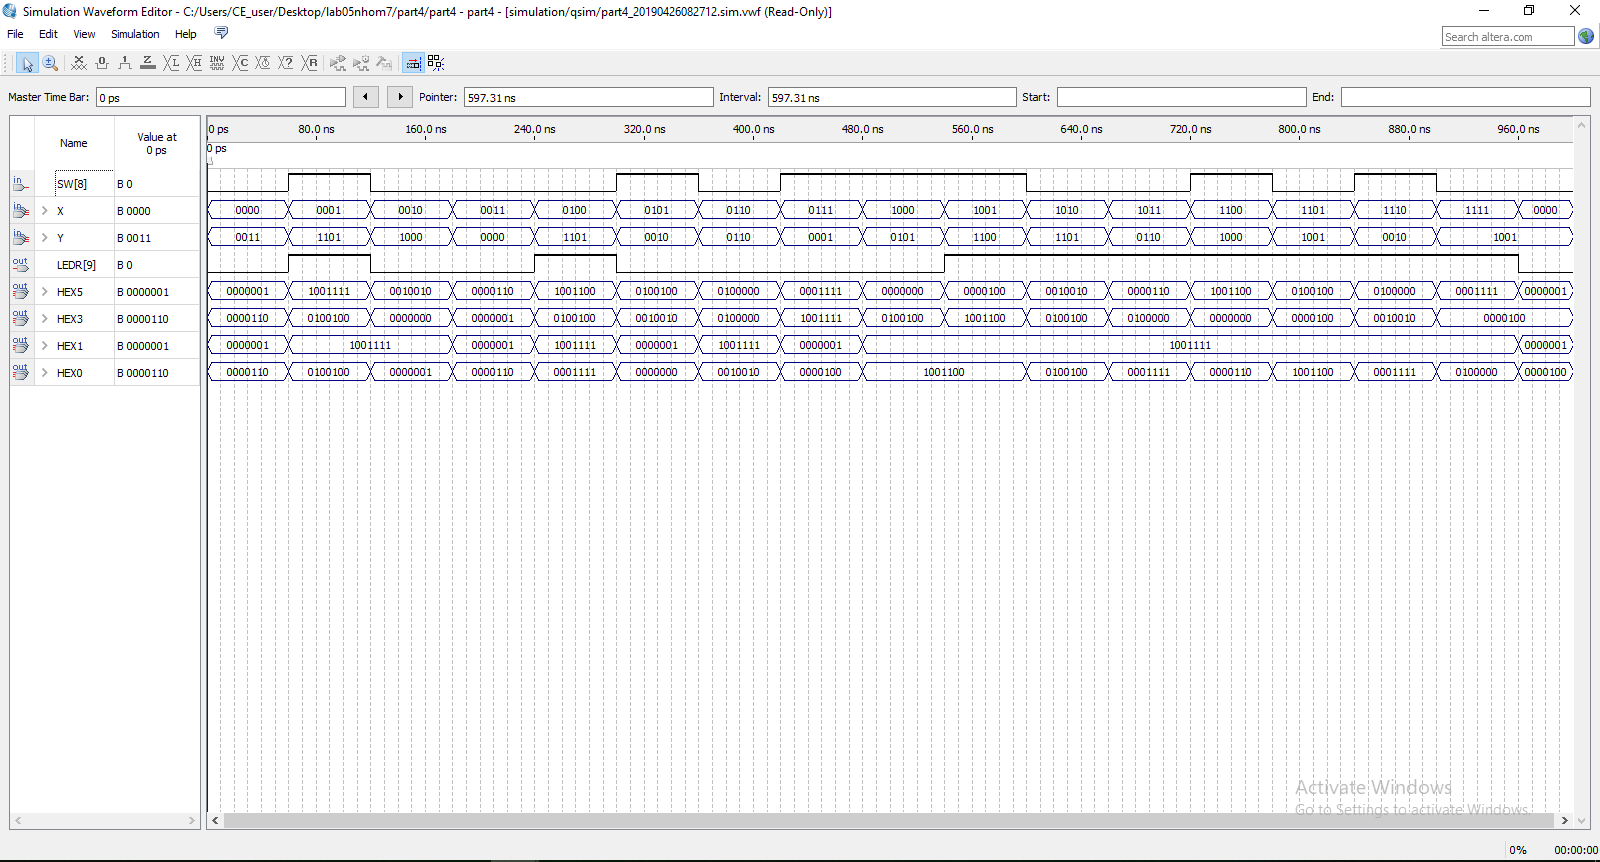 Simulation Waveform Editor - C:/Users/CE_user/Desktop/lab05nhom7/part4/part4 - part4 - [simulation/qsim/part4_20190426082712.sim.vwf (Read-Only)]
File Edit View Simulation Help
Search altera.com
Master Time Bar: 0 ps Pointer: 597.31 ns Interval: 597.31 ns Start: End:
Name Value at 0 ps
0 ps 80.0 ns 160.0 ns 240.0 ns 320.0 ns 400.0 ns 480.0 ns 560.0 ns 640.0 ns 720.0 ns 800.0 ns 880.0 ns 960.0 ns
0 ps
in SW[8] B 0
in X B 0000 0000 0001 0010 0011 0100 0101 0110 0111 1000 1001 1010 1011 1100 1101 1110 1111 0000
in Y B 0011 0011 1101 1000 0000 1101 0010 0110 0001 0101 1100 1101 0110 1000 1001 0010 1001
out LEDR[9] B 0
out HEX5 B 0000001 0000001 1001111 0010010 0000110 1001100 0100100 0100000 0001111 0000000 0000100 0010010 0000110 1001100 0100100 0100000 0001111 0000001
out HEX3 B 0000110 0000110 0100100 0000000 0000001 0100100 0010010 0100000 1001111 0100100 1001100 0100100 0100000 0000000 0000100 0010010 0000100
out HEX1 B 0000001 0000001 1001111 0000001 1001111 0000001 1001111 0000001 1001111 0000001
out HEX0 B 0000110 0000110 0100100 0000001 0000110 0001111 0000000 0010010 0000100 1001100 0100100 0001111 0000110 1001100 0001111 0100000 0000100
Activate Windows
Go to Settings to activate Windows.
0% 00:00:00